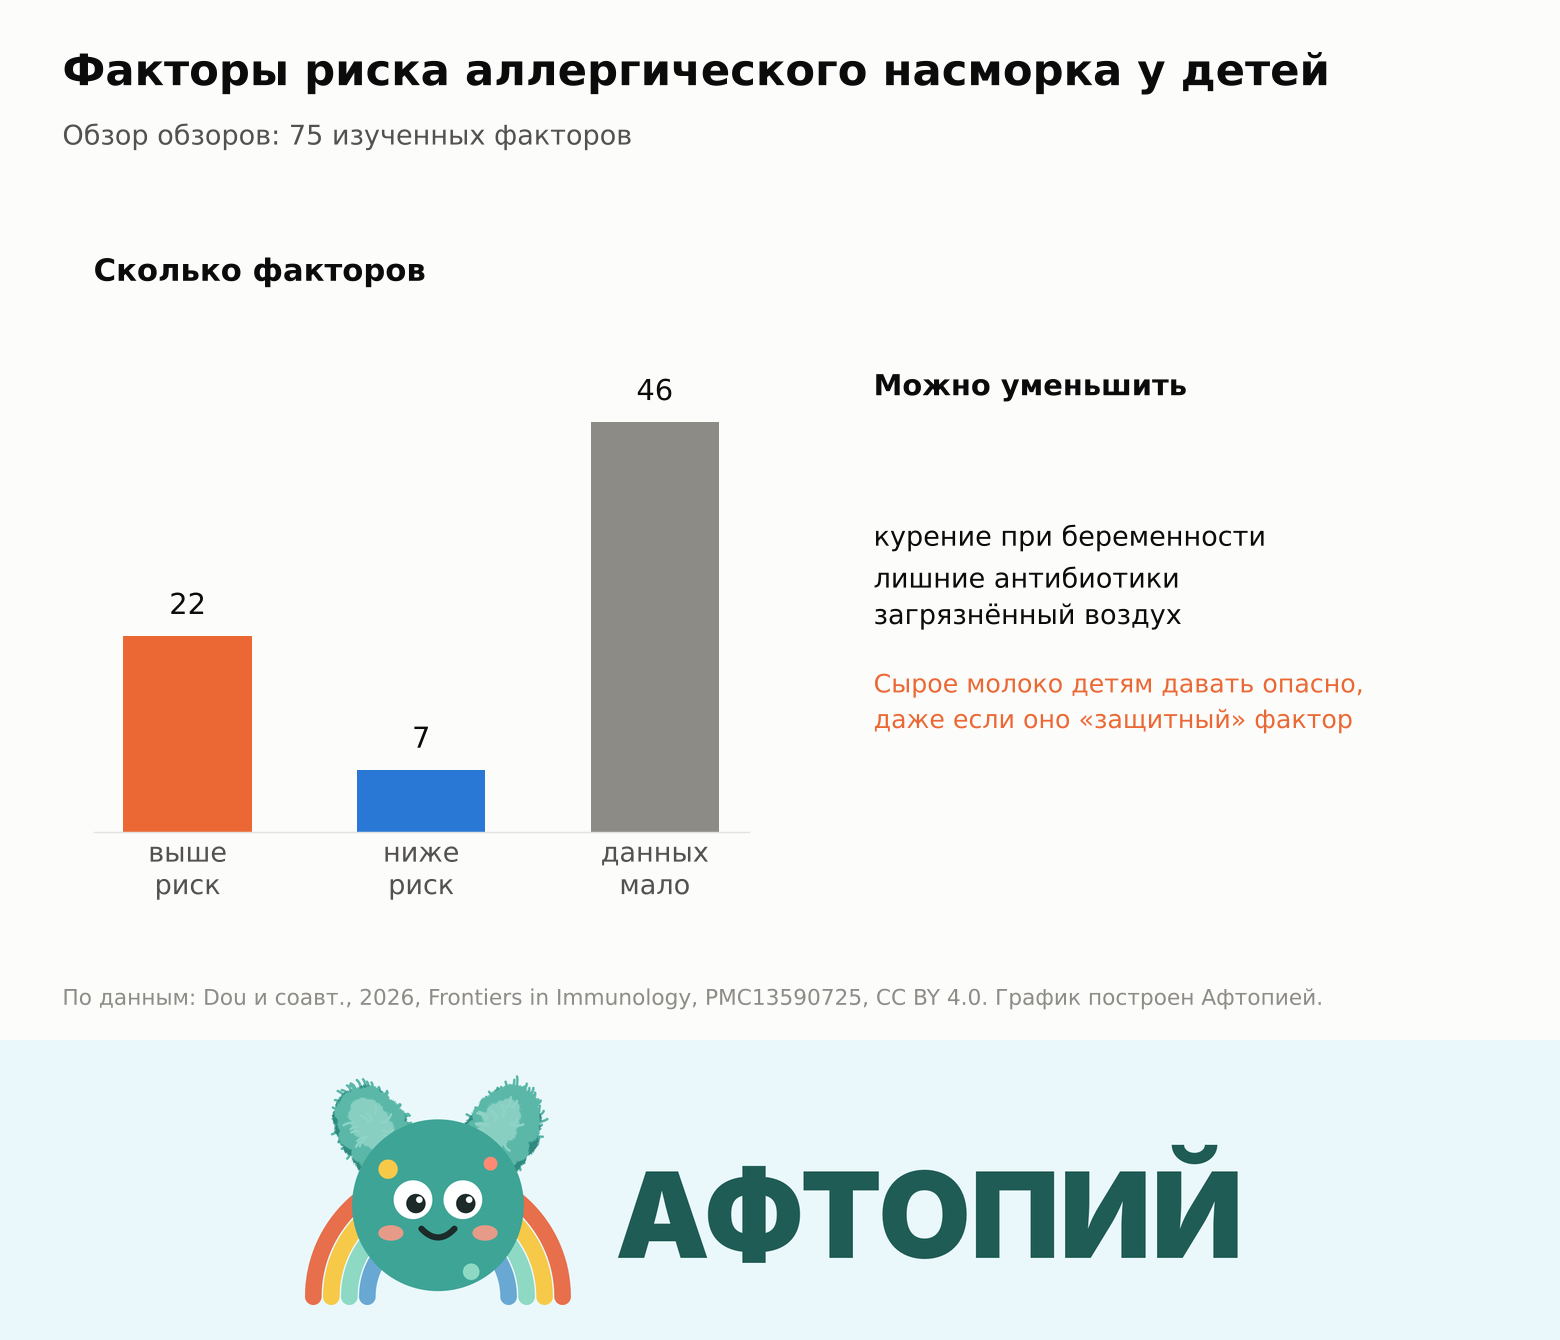 Факторы риска аллергического насморка у детей
Обзор обзоров: 75 изученных факторов
Сколько факторов
22
7
46
выше
риск
ниже
риск
данных
мало
Можно уменьшить
курение при беременности
лишние антибиотики
загрязнённый воздух
Сырое молоко детям давать опасно,
даже если оно «защитный» фактор
По данным: Dou и соавт., 2026, Frontiers in Immunology, PMC13590725, CC BY 4.0. График построен Афтопией.
АФТОПИЙ